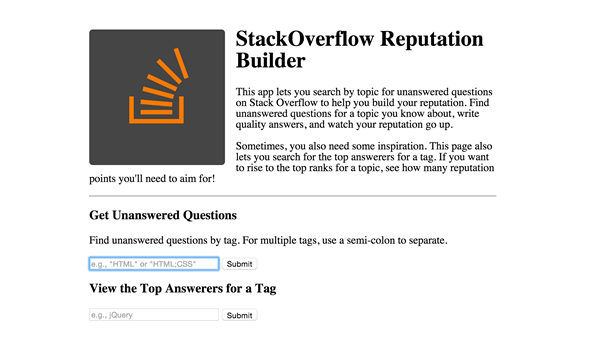 StackOverflow Reputation
Builder
This app lets you search by topic for unanswered questions
on Stack Overflow to help you build your reputation. Find
unanswered questions for a topic you know about, write
quality answers, and watch your reputation go up.
Sometimes, you also need some inspiration. This page also
lets you search for the top answerers for a tag. If you want
to rise to the top ranks for a topic, see how many reputation
points you'll need to aim for!
Get Unanswered Questions
Find unanswered questions by tag. For multiple tags, use a semi-colon to separate.
e.g., "HTML" or "HTML;CSS" Submit
View the Top Answerers for a Tag
e.g., jQuery Submit